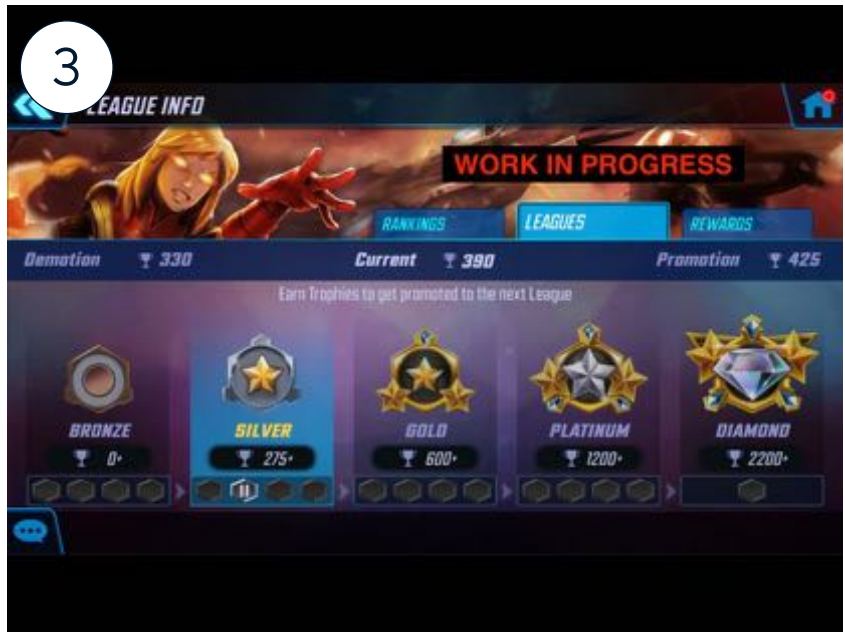 3
LEAGUE INFO
WORK IN PROGRESS
RANKINGS
LEAGUES
REWARDS
Demotion 330
Current 390
Promotion 425
Earn Trophies to get promoted to the next League
BRONZE
SILVER
GOLD
PLATINUM
DIAMOND
0+
275+
600+
1200+
2200+
II